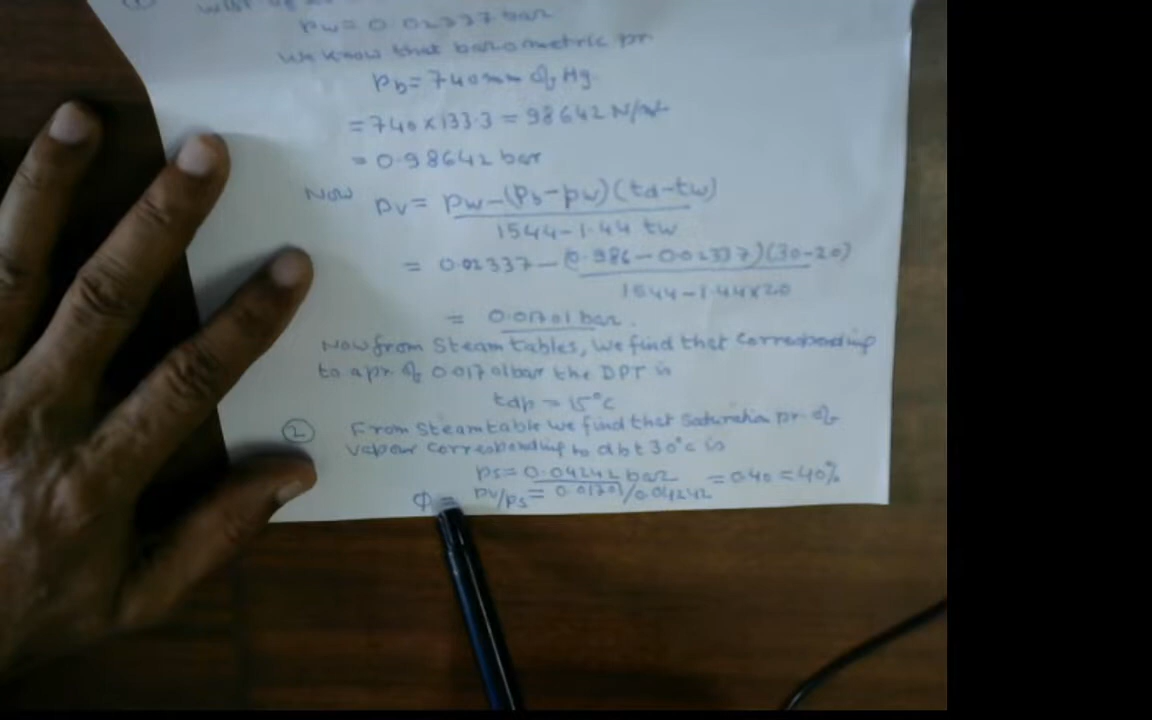 ①
pw = 0.02337 bar
We know that barometric pr.
Pb = 740 mm of Hg.
= 740 × 133.3 = 98642 N/m²
= 0.98642 bar
Now pv = pw - (Pb - pw) (td - tw)
1544 - 1.44 tw
= 0.02337 - (0.986 - 0.02337) (30 - 20)
1544 - 1.44 × 20
= 0.01701 bar.
Now from Steam tables, we find that corresponding
to a pr. of 0.01701 bar the DPT is
tdp = 15°C
② From Steam table we find that Saturation pr. of
vapour corresponding to dbt 30°C is
ps = 0.04242 bar
φ = pv/ps = 0.01701/0.04242 = 0.40 = 40%